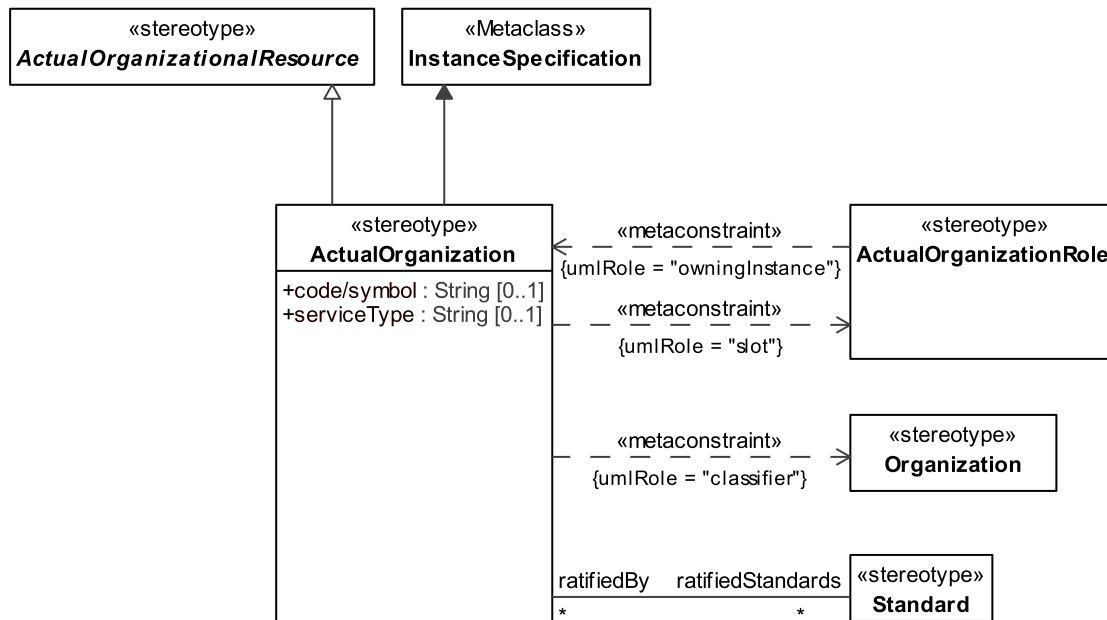 «stereotype»
ActualOrganizationalResource
«Metaclass»
InstanceSpecification
«stereotype»
ActualOrganization
+code/symbol : String [0..1]
+serviceType : String [0..1]
«metaconstraint»
{umlRole = "owningInstance"}
«metaconstraint»
{umlRole = "slot"}
«stereotype»
ActualOrganizationRole
«metaconstraint»
{umlRole = "classifier"}
«stereotype»
Organization
ratifiedBy ratifiedStandards
* *
«stereotype»
Standard